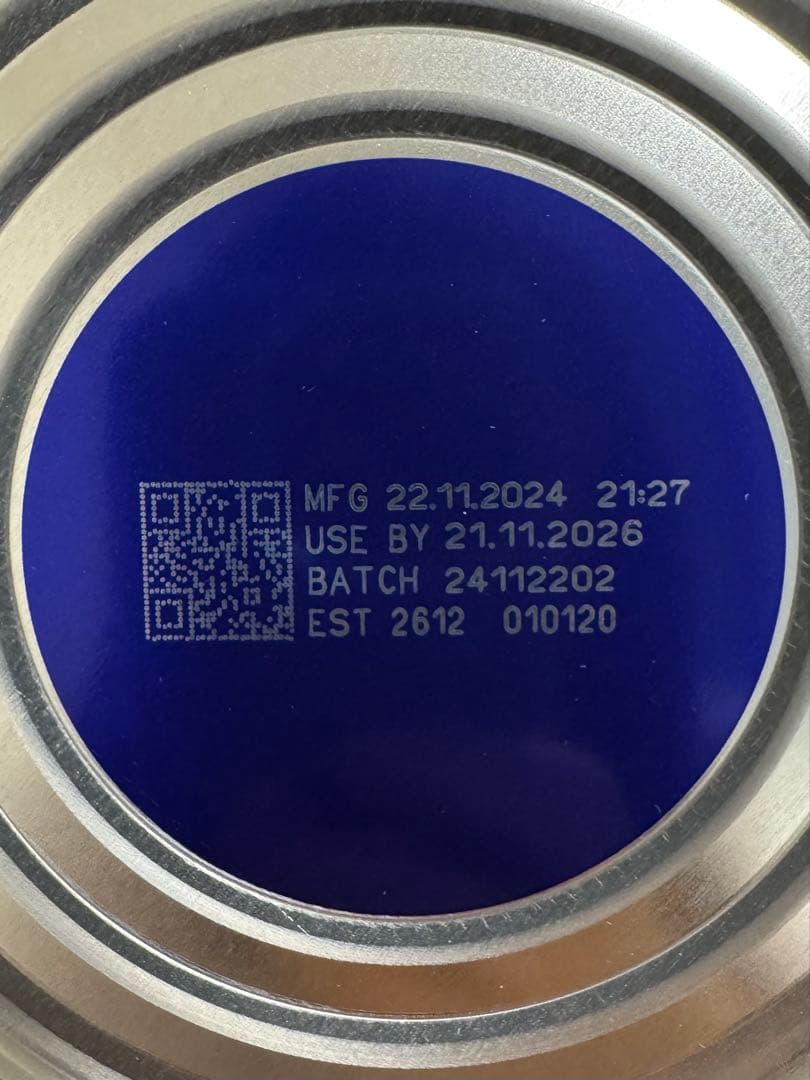 MFG 22.11.2024 21:27
USE BY 21.11.2026
BATCH 24112202
EST 2612 010120